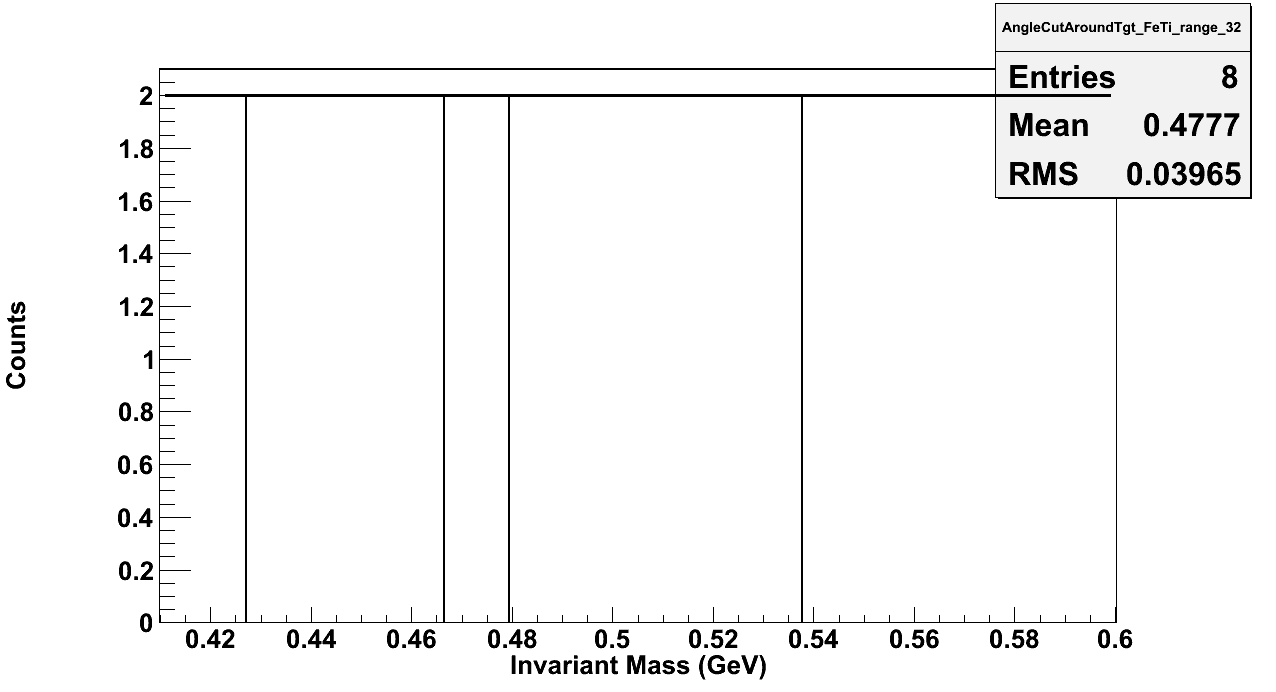 AngleCutAroundTgt_FeTi_range_32
Entries 8
Mean 0.4777
RMS 0.03965
2
1.8
1.6
1.4
1.2
1
0.8
0.6
0.4
0.2
0
Counts
0.42 0.44 0.46 0.48 0.5 0.52 0.54 0.56 0.58 0.6
Invariant Mass (GeV)